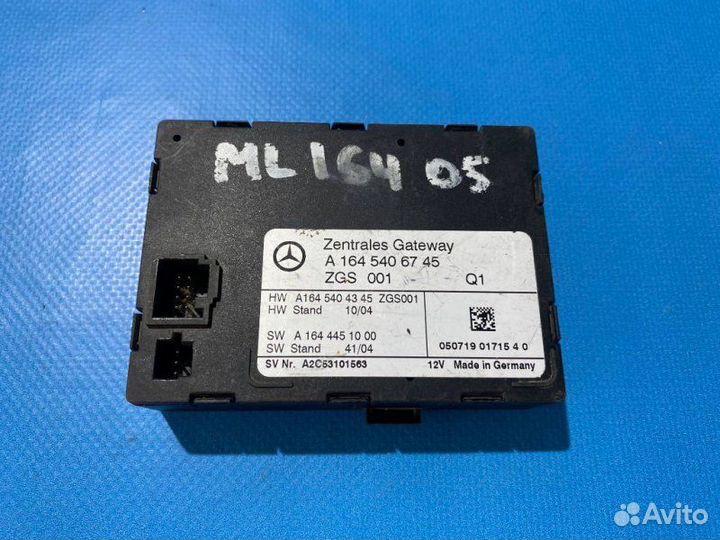 ML 164 05
Zentrales Gateway
A 164 540 67 45
ZGS 001 Q1
HW A164 540 43 45 ZGS001
HW Stand 10/04
SW A 164 445 10 00
SW Stand 41/04
050719 01715 4 0
SV Nr. A2C53101563 12V Made in Germany
Avito